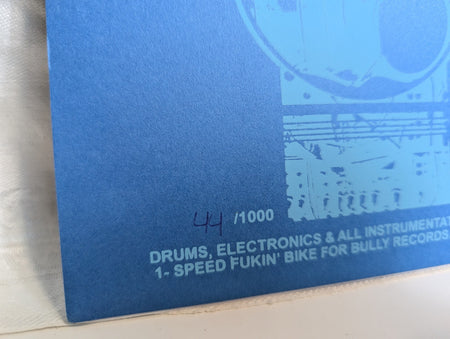 44 /1000
DRUMS, ELECTRONICS & ALL INSTRUMENTAT
1- SPEED FUKIN' BIKE FOR BULLY RECORDS